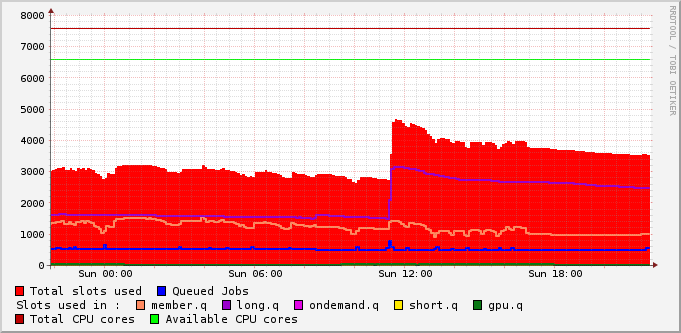 8000
7000
6000
5000
4000
3000
2000
1000
0
Sun 00:00 Sun 06:00 Sun 12:00 Sun 18:00
RRDTOOL / TOBI OETIKER
Total slots used Queued Jobs
Slots used in : member.q long.q ondemand.q short.q gpu.q
Total CPU cores Available CPU cores